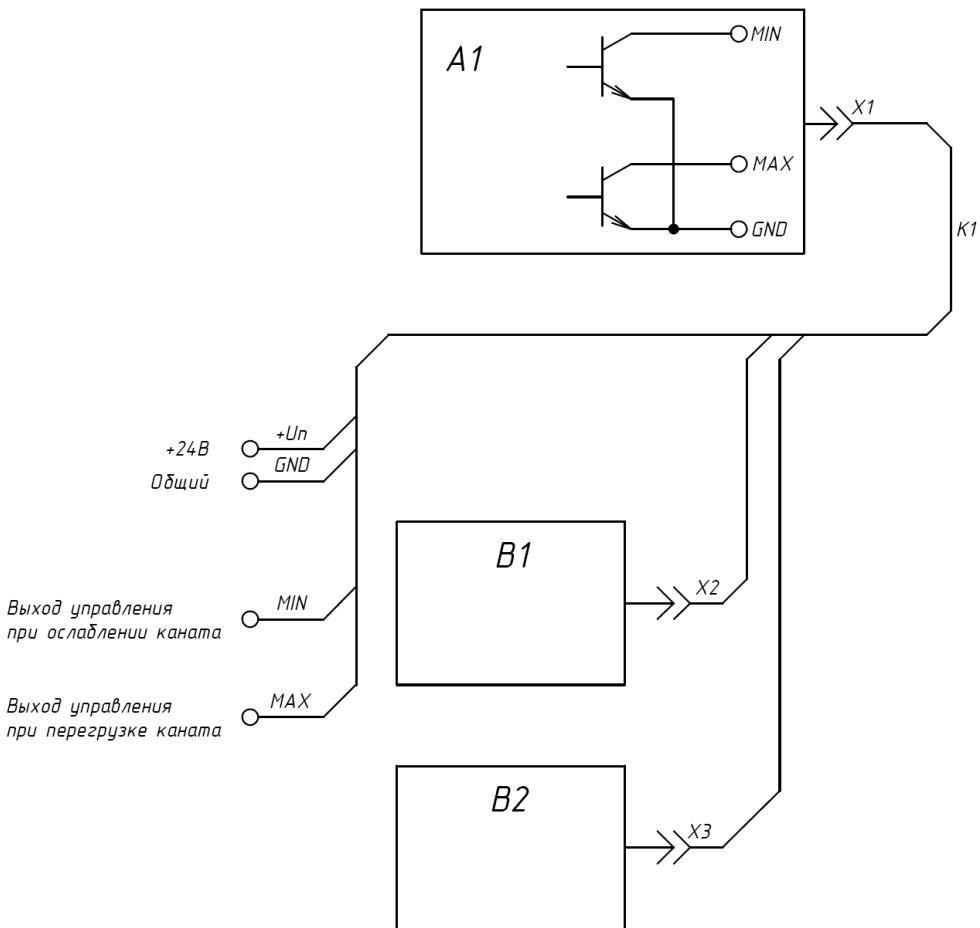 A1
MIN
MAX
GND
X1
K1
+24В
+Uп
Общий
GND
B1
X2
Выход управления
при ослаблении каната
MIN
Выход управления
при перегрузке каната
MAX
B2
X3